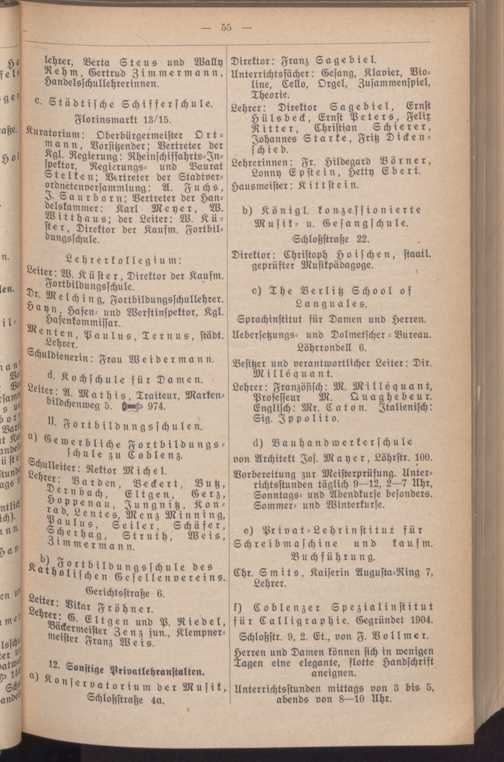 — 55 —
lehrer, Berta Steus und Wally
Rehm, Gertrud Zimmermann,
Handelsschullehrerinnen.
c. Städtische Schifferschule.
Florinsmarkt 13/15.
Kuratorium: Oberbürgermeister Ort-
mann, Vorsitzender; Vertreter der
Kgl. Regierung: Rheinschiffahrts-In-
spektor, Regierungs- und Baurat
Stelken; Vertreter der Stadtver-
ordnetenversammlung: A. Fuchs,
J. Saurborn; Vertreter der Han-
delskammer: Karl Meyer, W.
Witthaus; der Leiter: W. Kü-
ster, Direktor der Kaufm. Fortbil-
dungsschule.
Lehrerkollegium:
Leiter: W. Küster, Direktor der Kaufm.
Fortbildungsschule.
Dr. Melching, Fortbildungsschullehrer.
Hayn, Hafen- und Werftinspektor, Kgl.
Hafenkommissar.
Menten, Paulus, Ternus, städt.
Lehrer.
Schuldienerin: Frau Weidermann.
d. Kochschule für Damen.
Leiter: A. Mathis, Traiteur, Marken-
bildchenweg 5. 974.
11. Fortbildungsschulen.
a) Gewerbliche Fortbildungs-
schule zu Coblenz.
Schulleiter: Rektor Michel.
Lehrer: Barden, Beckert, Butz,
Dernbach, Eltgen, Gerz,
Hoppenau, Jungnitz, Kon-
rad, Lentes, Menz Minning,
Paulus, Seiler, Schäfer,
Scherhag, Struth, Weis,
Zimmermann.
b) Fortbildungsschule des
Katholischen Gesellenvereins.
Gerichtsstraße 6.
Leiter: Vikar Fröhner.
Lehrer: G. Eltgen und P. Riedel,
Bäckermeister Zenz jun., Klempner-
meister Franz Weis.
12. Sonstige Privatlehranstalten.
a) Konservatorium der Musik,
Schloßstraße 4a.
Direktor: Franz Sagebiel.
Unterrichtsfächer: Gesang, Klavier, Vio-
line, Cello, Orgel, Zusammenspiel,
Theorie.
Lehrer: Direktor Sagebiel, Ernst
Hülsbeck, Ernst Peters, Felix
Ritter, Christian Schierer,
Johannes Starke, Fritz Dicken-
schied.
Lehrerinnen: Fr. Hildegard Börner,
Lonny Epstein, Hetty Ebert.
Hausmeister: Kittstein.
b) Königl. konzessionierte
Musik- u. Gesangschule.
Schloßstraße 22.
Direktor: Christoph Hoischen, staatl.
geprüfter Musikpädagoge.
c) The Berlitz School of
Languales.
Sprachinstitut für Damen und Herren.
Uebersetzungs- und Dolmetscher-Bureau.
Löhrrondell 6.
Besitzer und verantwortlicher Leiter: Dir.
Milléquant.
Lehrer: Französisch: M. Milléquant,
Professeur M. Quaghebeur.
Englisch: Mr. Caton. Italienisch:
Sig. Ippolito.
d) Bauhandwerkerschule
von Architekt Jos. Mayer, Löhrstr. 100.
Vorbereitung zur Meisterprüfung. Unter-
richtsstunden täglich 9—12, 2—7 Uhr,
Sonntags- und Abendkurse besonders.
Sommer- und Winterkurse.
e) Privat-Lehrinstitut für
Schreibmaschine und kaufm.
Buchführung.
Chr. Smits, Kaiserin Augusta-Ring 7,
Lehrer.
f) Coblenzer Spezialinstitut
für Calligraphie. Gegründet 1904.
Schloßstr. 9, 2. Et., von F. Vollmer.
Herren und Damen können sich in wenigen
Tagen eine elegante, flotte Handschrift
aneignen.
Unterrichtsstunden mittags von 3 bis 5,
abends von 8—10 Uhr.